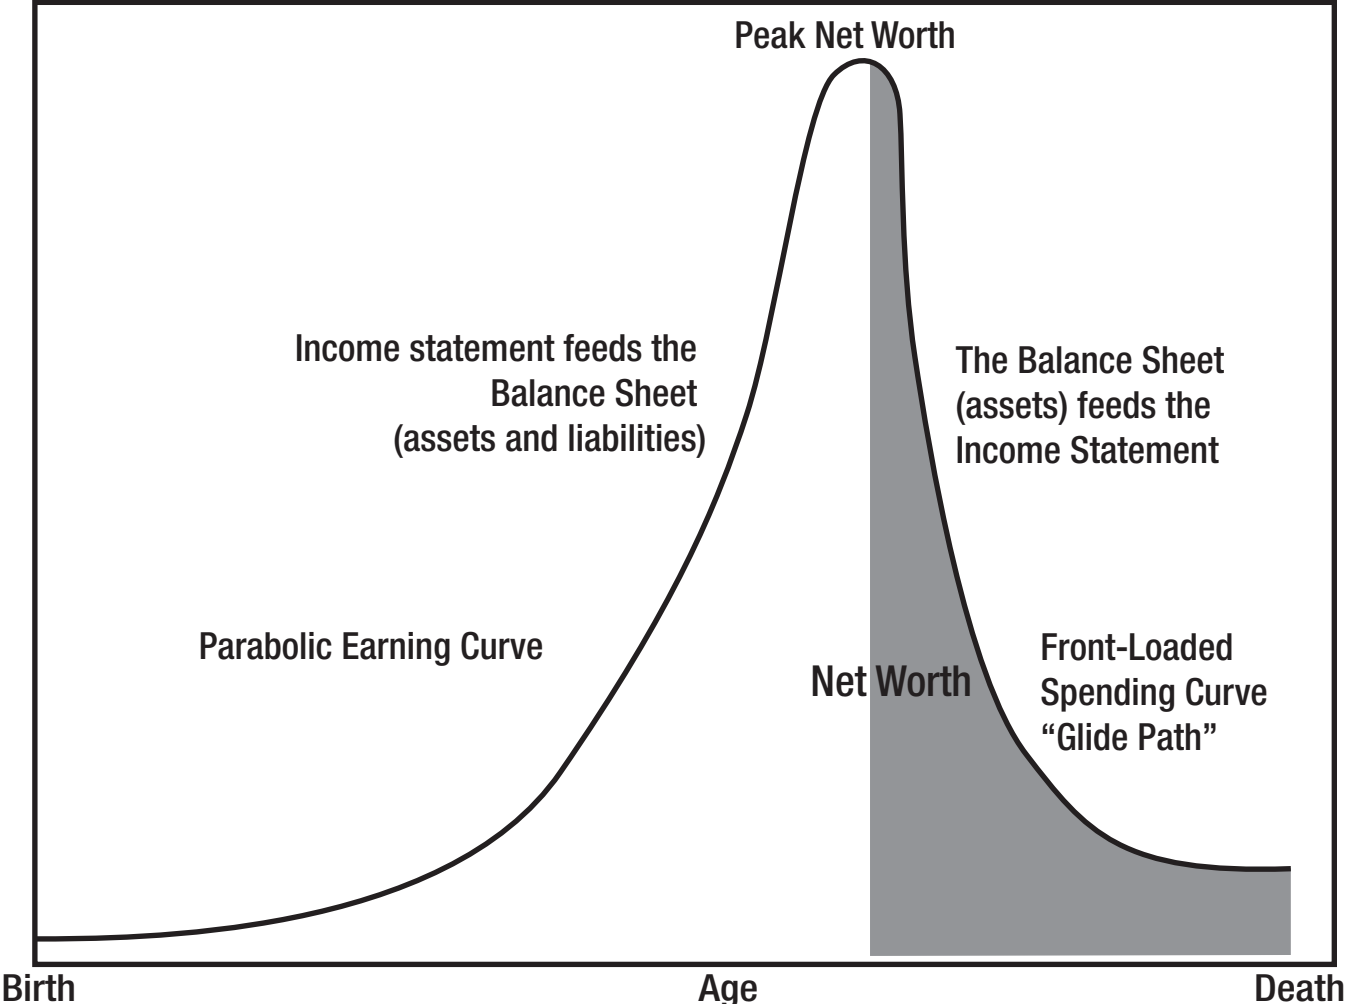 Peak Net Worth
Income statement feeds the
Balance Sheet
(assets and liabilities)
The Balance Sheet
(assets) feeds the
Income Statement
Parabolic Earning Curve
Net Worth
Front-Loaded
Spending Curve
“Glide Path”
Birth
Age
Death